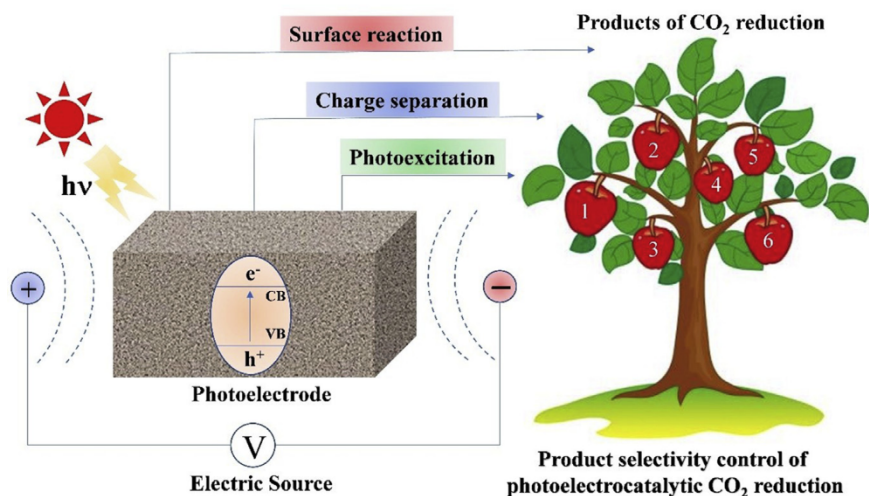 Products of CO₂ reduction
Surface reaction
Charge separation
Photoexcitation
hν
1
2
3
4
5
6
+
−
e⁻
CB
VB
h⁺
Photoelectrode
V
Electric Source
Product selectivity control of
photoelectrocatalytic CO₂ reduction